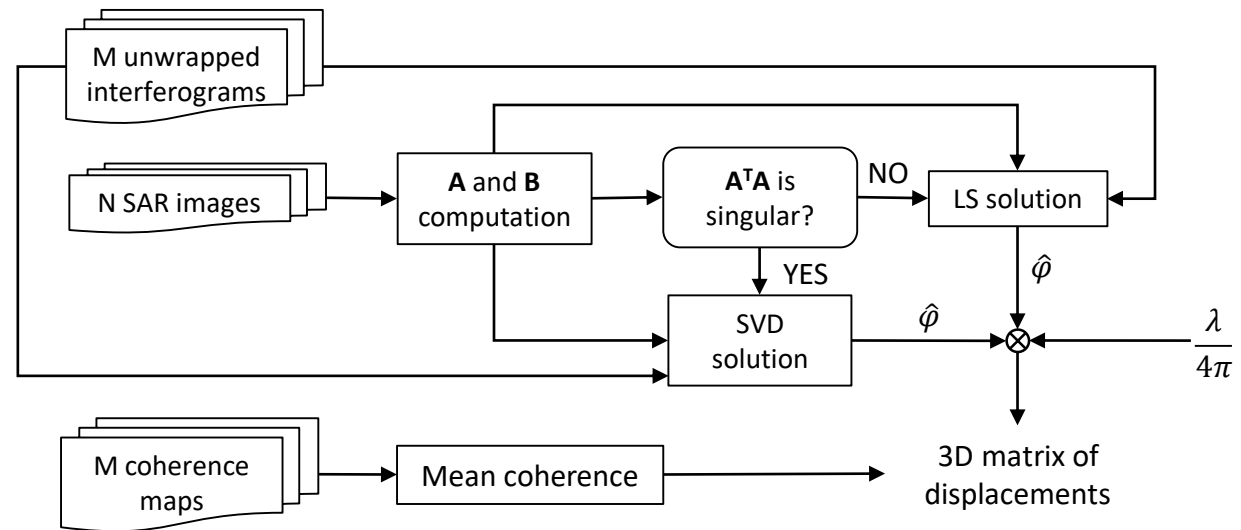 M unwrapped
interferograms
N SAR images
A and B
computation
AᵀA is
singular?
NO
LS solution
YES
φ̂
SVD
solution
φ̂
λ
4π
M coherence
maps
Mean coherence
3D matrix of
displacements